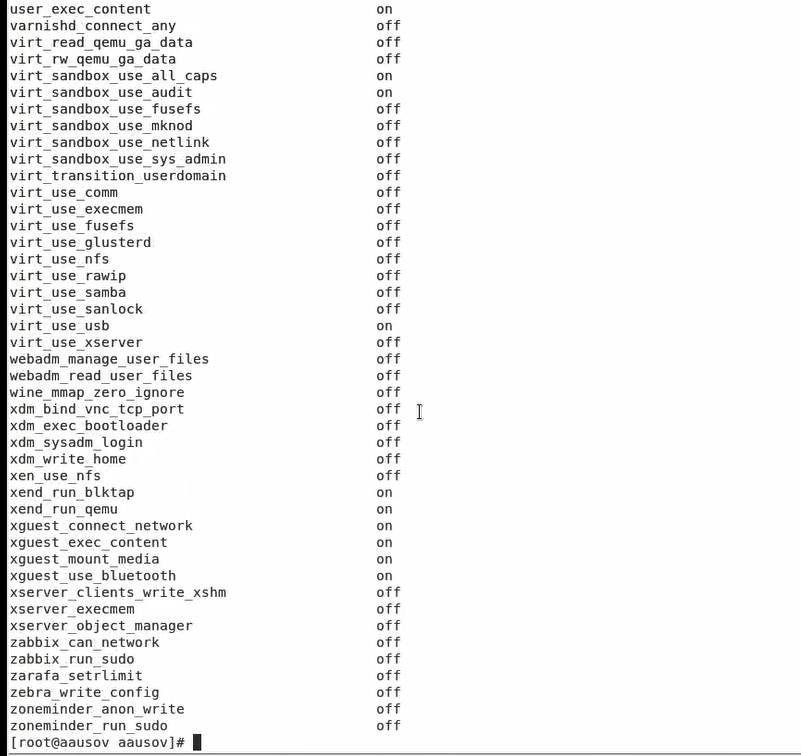 user_exec_content                           on
varnishd_connect_any                        off
virt_read_qemu_ga_data                      off
virt_rw_qemu_ga_data                        off
virt_sandbox_use_all_caps                   on
virt_sandbox_use_audit                      on
virt_sandbox_use_fusefs                     off
virt_sandbox_use_mknod                      off
virt_sandbox_use_netlink                    off
virt_sandbox_use_sys_admin                  off
virt_transition_userdomain                  off
virt_use_comm                               off
virt_use_execmem                            off
virt_use_fusefs                             off
virt_use_glusterd                           off
virt_use_nfs                                off
virt_use_rawip                              off
virt_use_samba                              off
virt_use_sanlock                            off
virt_use_usb                                on
virt_use_xserver                            off
webadm_manage_user_files                    off
webadm_read_user_files                      off
wine_mmap_zero_ignore                       off
xdm_bind_vnc_tcp_port                       off
xdm_exec_bootloader                         off
xdm_sysadm_login                            off
xdm_write_home                              off
xen_use_nfs                                 off
xend_run_blktap                             on
xend_run_qemu                               on
xguest_connect_network                      on
xguest_exec_content                         on
xguest_mount_media                          on
xguest_use_bluetooth                        on
xserver_clients_write_xshm                  off
xserver_execmem                             off
xserver_object_manager                      off
zabbix_can_network                          off
zabbix_run_sudo                             off
zarafa_setrlimit                            off
zebra_write_config                          off
zoneminder_anon_write                       off
zoneminder_run_sudo                         off
[root@aausov aausov]#